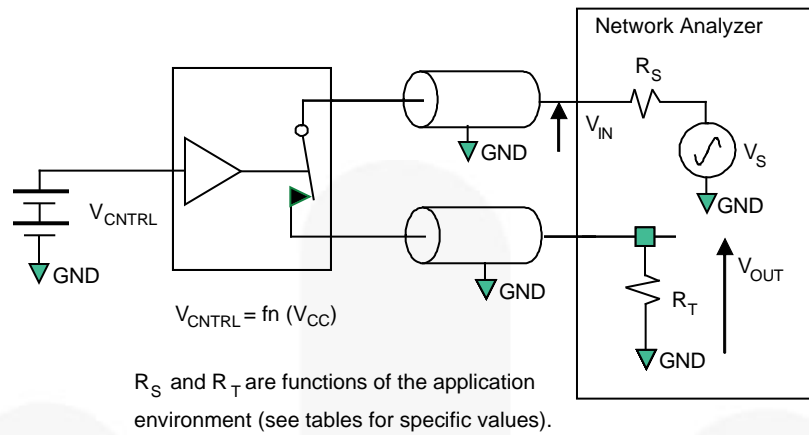 Network Analyzer
R_S
V_IN
GND
V_S
GND
V_CNTRL
GND
GND
V_OUT
R_T
V_CNTRL = fn (V_CC)
GND
R_S and R_T are functions of the application
environment (see tables for specific values).